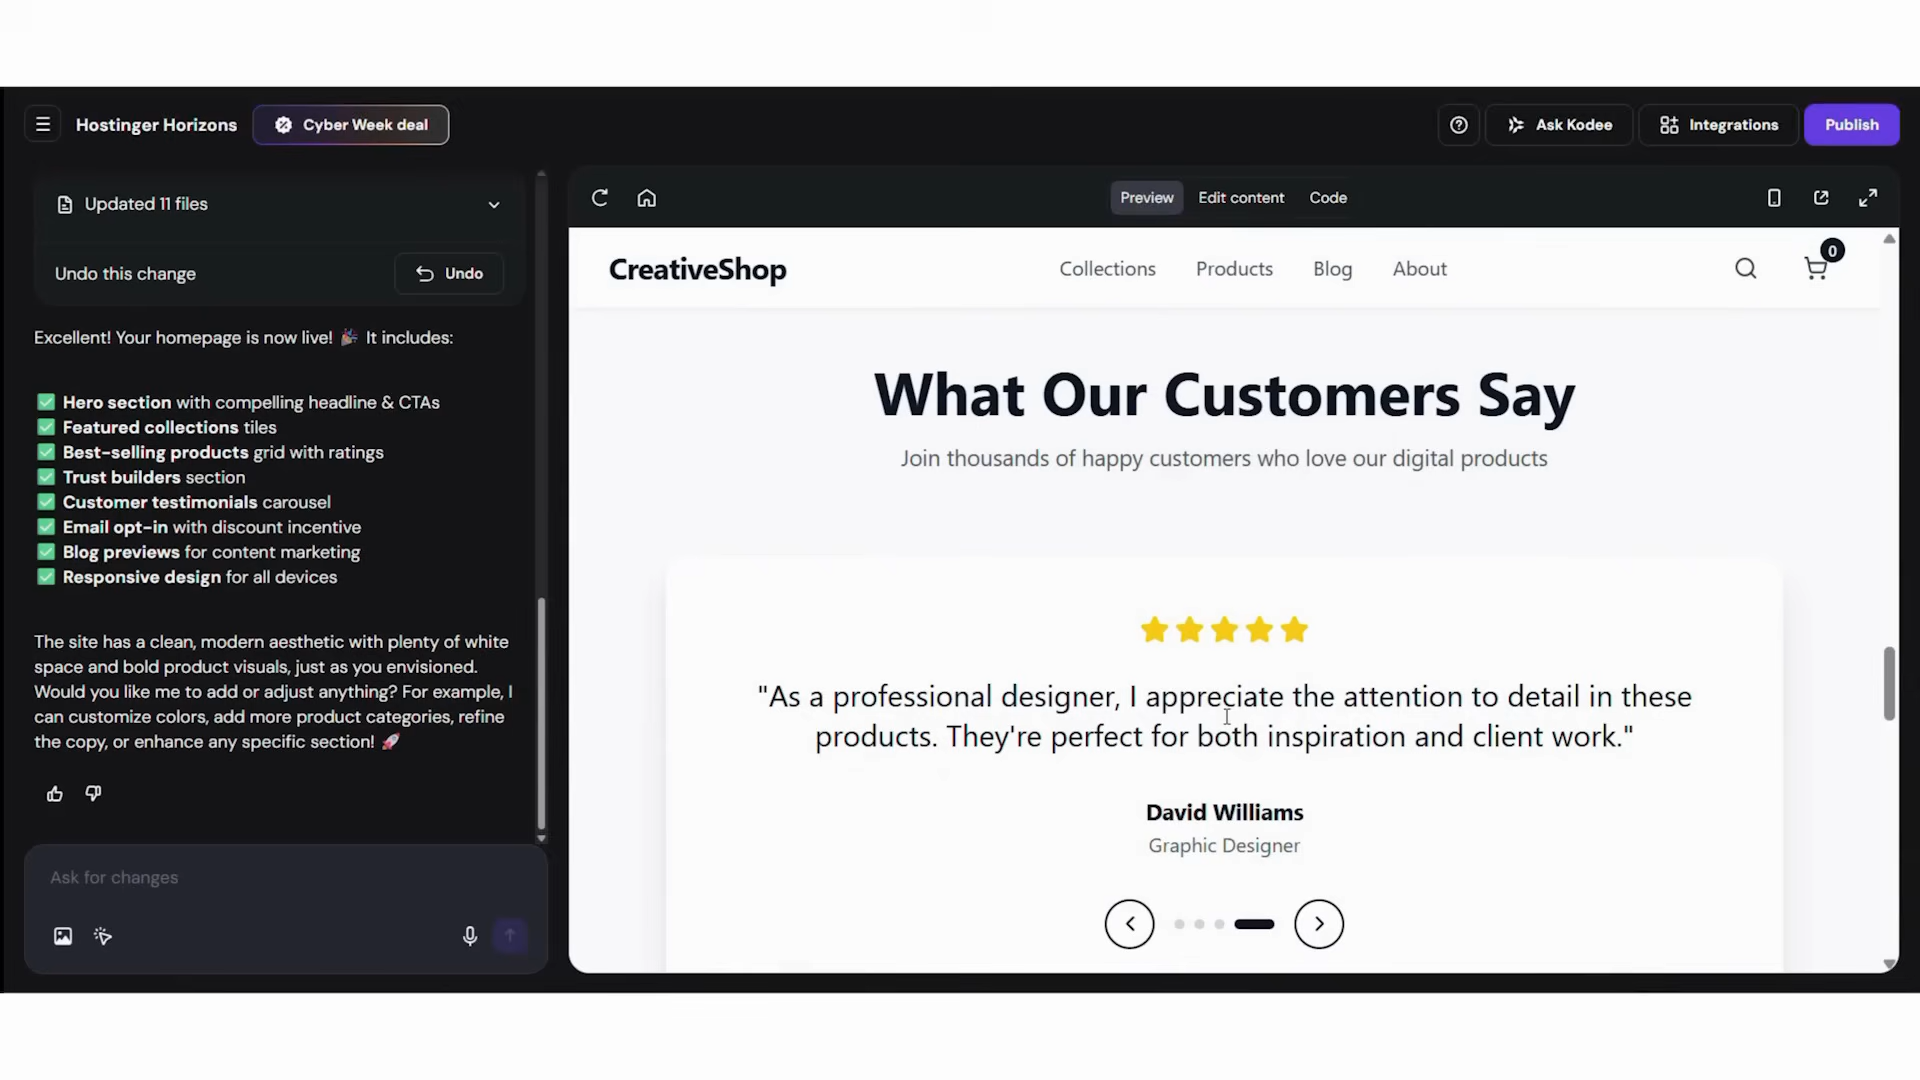 Hostinger Horizons
Cyber Week deal
Ask Kodee
Integrations
Publish
Updated 11 files
Undo this change
Undo
Excellent! Your homepage is now live! 🎉 It includes:
✅ Hero section with compelling headline & CTAs
✅ Featured collections tiles
✅ Best-selling products grid with ratings
✅ Trust builders section
✅ Customer testimonials carousel
✅ Email opt-in with discount incentive
✅ Blog previews for content marketing
✅ Responsive design for all devices
The site has a clean, modern aesthetic with plenty of white
space and bold product visuals, just as you envisioned.
Would you like me to add or adjust anything? For example, I
can customize colors, add more product categories, refine
the copy, or enhance any specific section! 🚀
Ask for changes
Preview
Edit content
Code
CreativeShop
Collections
Products
Blog
About
0
What Our Customers Say
Join thousands of happy customers who love our digital products
"As a professional designer, I appreciate the attention to detail in these
products. They're perfect for both inspiration and client work."
David Williams
Graphic Designer